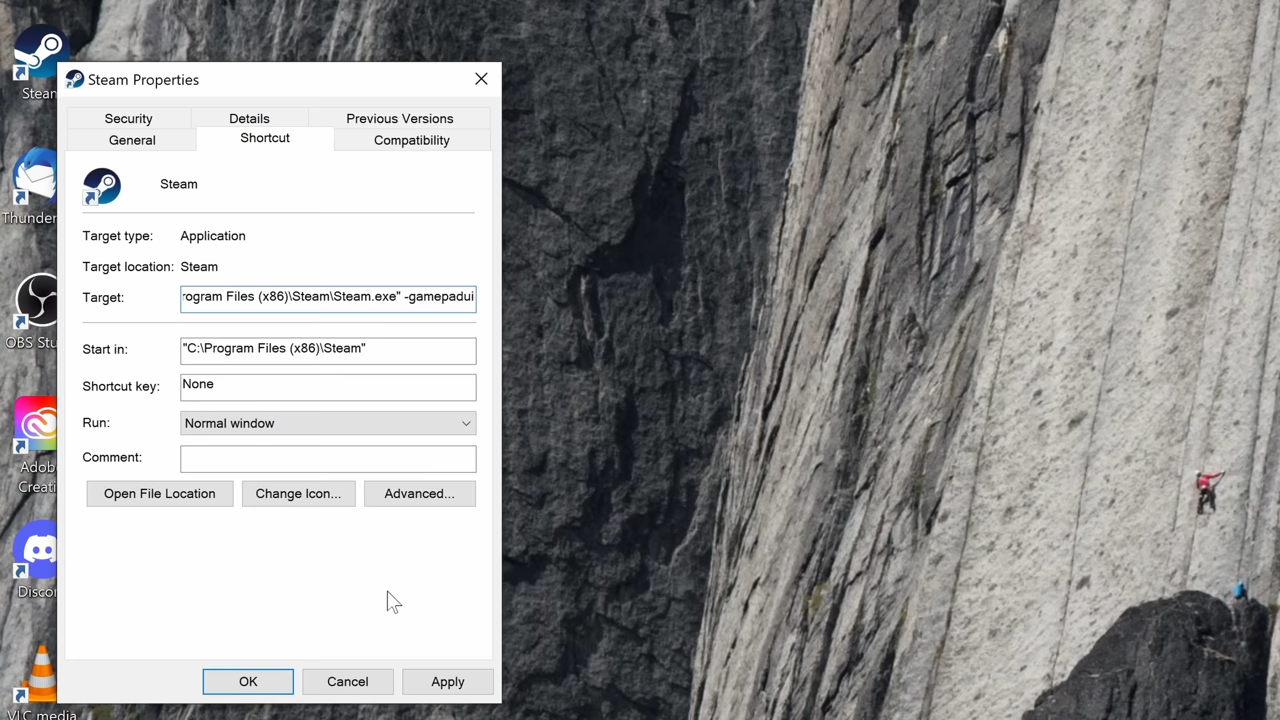 Steam Properties
Security
Details
Previous Versions
General
Shortcut
Compatibility
Steam
Target type:
Application
Target location:
Steam
Target:
rogram Files (x86)\Steam\Steam.exe" -gamepadui
Start in:
"C:\Program Files (x86)\Steam"
Shortcut key:
None
Run:
Normal window
Comment:
Open File Location
Change Icon...
Advanced...
OK
Cancel
Apply
Steam
Thunder
OBS Stu
Adob
Creati
Discor
VLC media